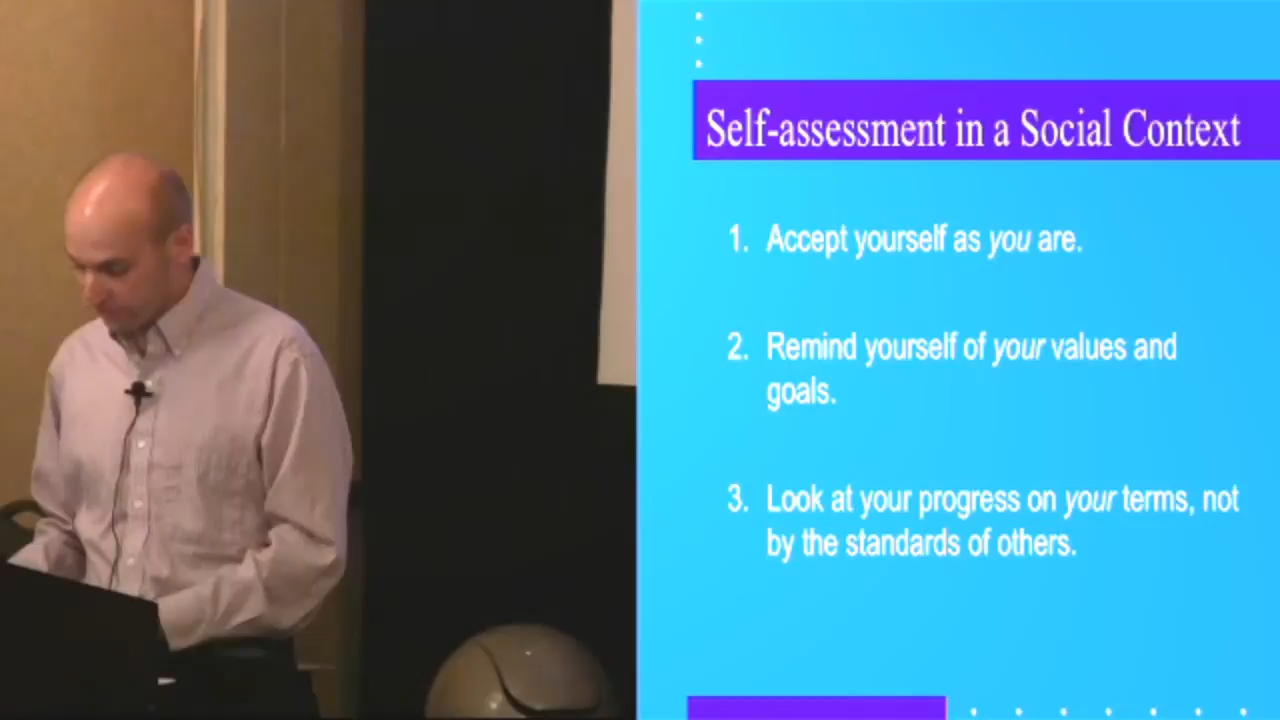 Self-assessment in a Social Context
1. Accept yourself as you are.
2. Remind yourself of your values and
goals.
3. Look at your progress on your terms, not
by the standards of others.